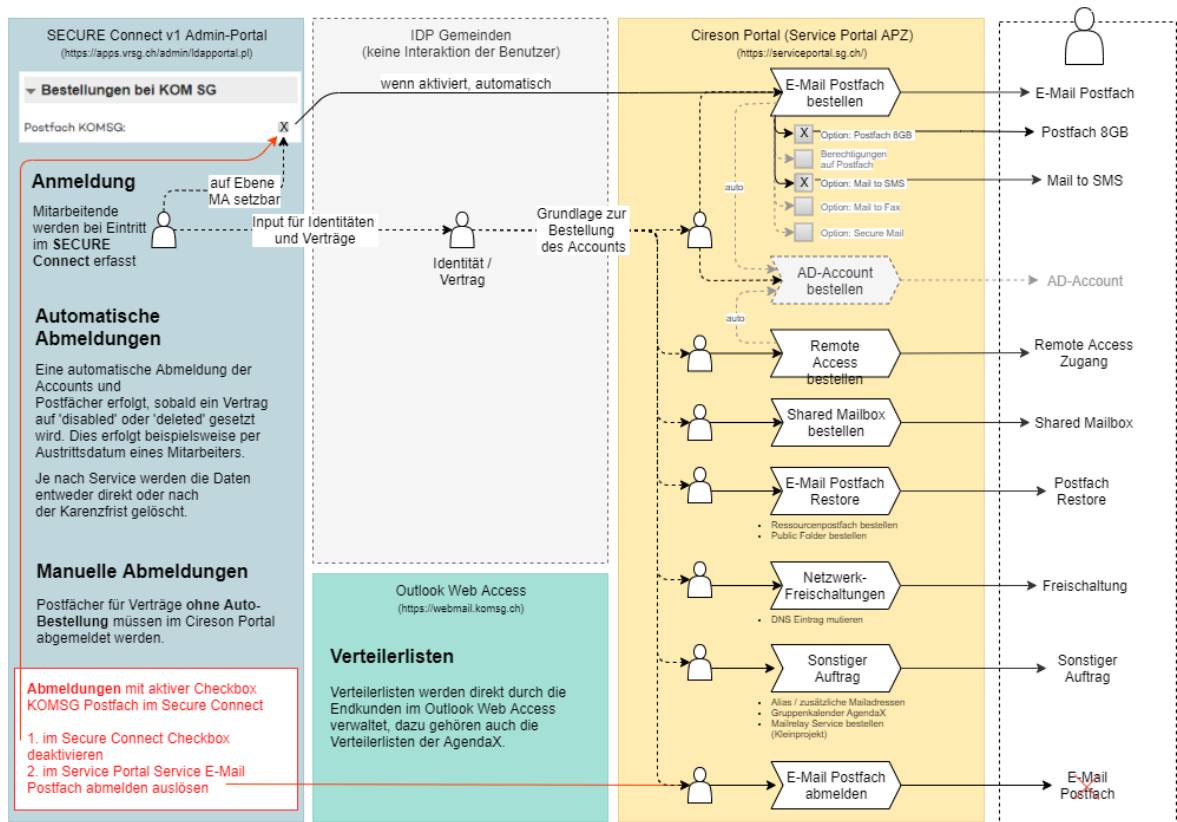 SECURE Connect v1 Admin-Portal
(https://apps.vrsg.ch/admin/ldapportal.pl)
Bestellungen bei KOM SG
Postfach KOMSG:
X
Anmeldung
Mitarbeitende
werden bei Eintritt
im SECURE
Connect erfasst
auf Ebene
MA setzbar
Automatische
Abmeldungen
Eine automatische Abmeldung der
Accounts und
Postfächer erfolgt, sobald ein Vertrag
auf 'disabled' oder 'deleted' gesetzt
wird. Dies erfolgt beispielsweise per
Austrittsdatum eines Mitarbeiters.
Je nach Service werden die Daten
entweder direkt oder nach
der Karenzfrist gelöscht.
Manuelle Abmeldungen
Postfächer für Verträge ohne Auto-
Bestellung müssen im Cireson Portal
abgemeldet werden.
Abmeldungen mit aktiver Checkbox
KOMSG Postfach im Secure Connect
1. im Secure Connect Checkbox
deaktivieren
2. im Service Portal Service E-Mail
Postfach abmelden auslösen
IDP Gemeinden
(keine Interaktion der Benutzer)
wenn aktiviert, automatisch
Input für Identitäten
und Verträge
Identität /
Vertrag
Grundlage zur
Bestellung
des Accounts
Outlook Web Access
(https://webmail.komsg.ch)
Verteilerlisten
Verteilerlisten werden direkt durch die
Endkunden im Outlook Web Access
verwaltet, dazu gehören auch die
Verteilerlisten der AgendaX.
Cireson Portal (Service Portal APZ)
(https://serviceportal.sg.ch/)
E-Mail Postfach
bestellen
X
Option: Postfach 8GB
Berechtigungen
auf Postfach
X
Option: Mail to SMS
Option: Mail to Fax
Option: Secure Mail
auto
AD-Account
bestellen
auto
Remote
Access
bestellen
Shared Mailbox
bestellen
E-Mail Postfach
Restore
• Ressourcenpostfach bestellen
• Public Folder bestellen
Netzwerk-
Freischaltungen
• DNS Eintrag mutieren
Sonstiger
Auftrag
• Alias / zusätzliche Mailadressen
• Gruppenkalender AgendaX
• Mailrelay Service bestellen
(Kleinprojekt)
E-Mail Postfach
abmelden
E-Mail Postfach
Postfach 8GB
Mail to SMS
AD-Account
Remote Access
Zugang
Shared Mailbox
Postfach
Restore
Freischaltung
Sonstiger
Auftrag
E-Mail
Postfach